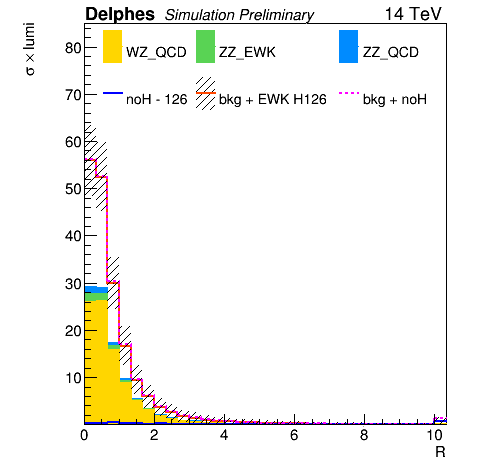 Delphes Simulation Preliminary 14 TeV
σ × lumi
WZ_QCD ZZ_EWK ZZ_QCD
noH - 126 bkg + EWK H126 bkg + noH
80
70
60
50
40
30
20
10
0 2 4 6 8 10
R